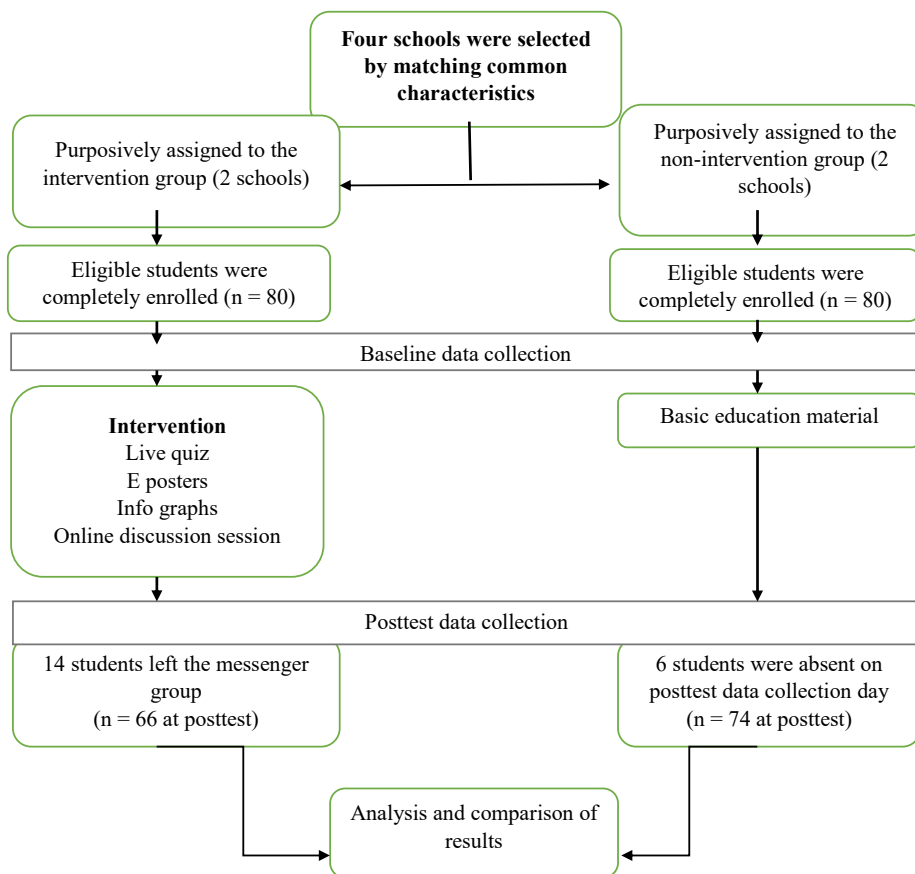 Four schools were selected
by matching common
characteristics
Purposively assigned to the
intervention group (2 schools)
Purposively assigned to
the non-intervention group (2
schools)
Eligible students were
completely enrolled (n = 80)
Eligible students were
completely enrolled (n = 80)
Baseline data collection
Intervention
Live quiz
E posters
Info graphs
Online discussion session
Basic education material
Posttest data collection
14 students left the messenger
group
(n = 66 at posttest)
6 students were absent on
posttest data collection day
(n = 74 at posttest)
Analysis and comparison of
results